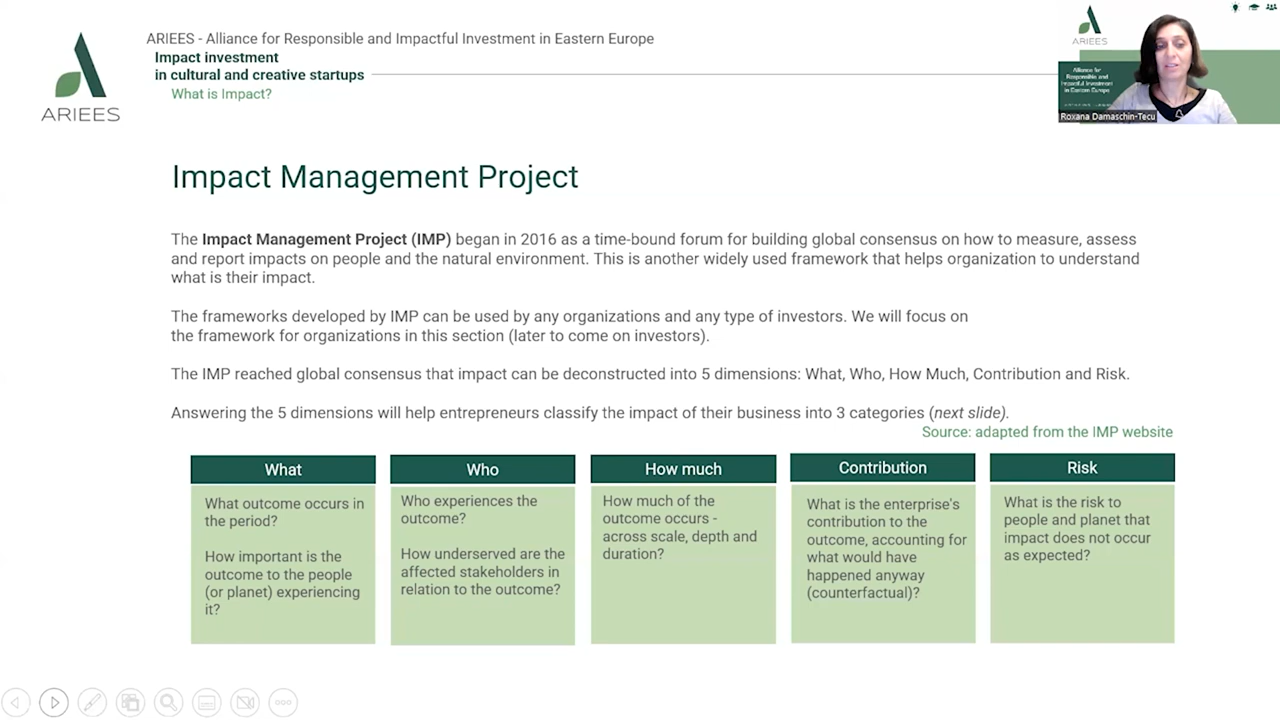 ARIEES - Alliance for Responsible and Impactful Investment in Eastern Europe
Impact investment
in cultural and creative startups
What is Impact?
ARIEES
ARIEES
Alliance for
Responsible and
Impactful Investment
in Eastern Europe
Roxana Damaschin-Tecu
Impact Management Project
The Impact Management Project (IMP) began in 2016 as a time-bound forum for building global consensus on how to measure, assess
and report impacts on people and the natural environment. This is another widely used framework that helps organization to understand
what is their impact.
The frameworks developed by IMP can be used by any organizations and any type of investors. We will focus on
the framework for organizations in this section (later to come on investors).
The IMP reached global consensus that impact can be deconstructed into 5 dimensions: What, Who, How Much, Contribution and Risk.
Answering the 5 dimensions will help entrepreneurs classify the impact of their business into 3 categories (next slide).
Source: adapted from the IMP website
What
What outcome occurs in
the period?
How important is the
outcome to the people
(or planet) experiencing
it?
Who
Who experiences the
outcome?
How underserved are the
affected stakeholders in
relation to the outcome?
How much
How much of the
outcome occurs -
across scale, depth and
duration?
Contribution
What is the enterprise's
contribution to the
outcome, accounting for
what would have
happened anyway
(counterfactual)?
Risk
What is the risk to
people and planet that
impact does not occur
as expected?